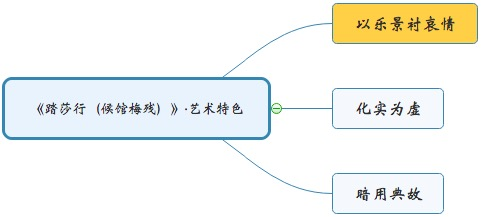 以乐景衬哀情
《踏莎行（候馆梅残）》·艺术特色
化实为虚
暗用典故